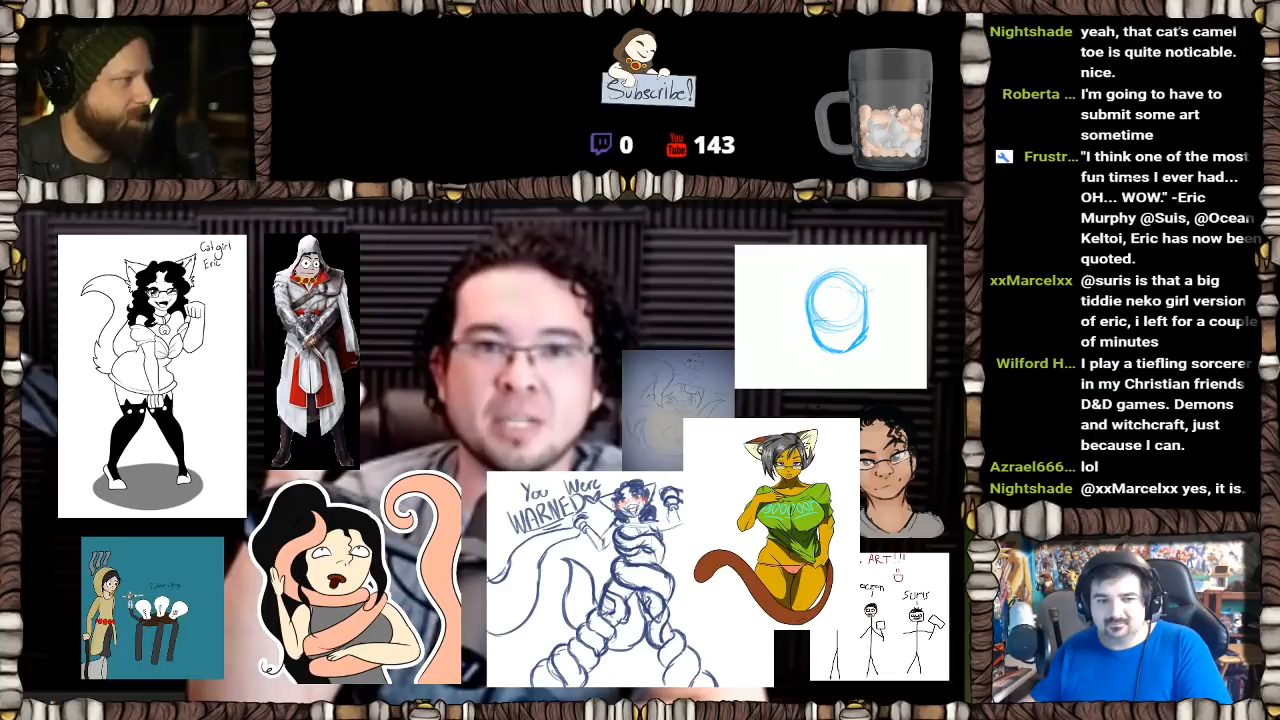 Subscribe!
0
You Tube 143
Catgirl
Eric
You Were
WARNED
ART!!!
Suris
Nightshade yeah, that cat's camel
toe is quite noticable.
nice.
Roberta ... I'm going to have to
submit some art
sometime
Frustr... "I think one of the most
fun times I ever had...
OH... WOW." -Eric
Murphy @Suis, @Ocean
Keltoi, Eric has now been
quoted.
xxMarcelxx @suris is that a big
tiddie neko girl version
of eric, i left for a couple
of minutes
Wilford H... I play a tiefling sorcerer
in my Christian friends
D&D games. Demons
and witchcraft, just
because I can.
Azrael666... lol
Nightshade @xxMarcelxx yes, it is.